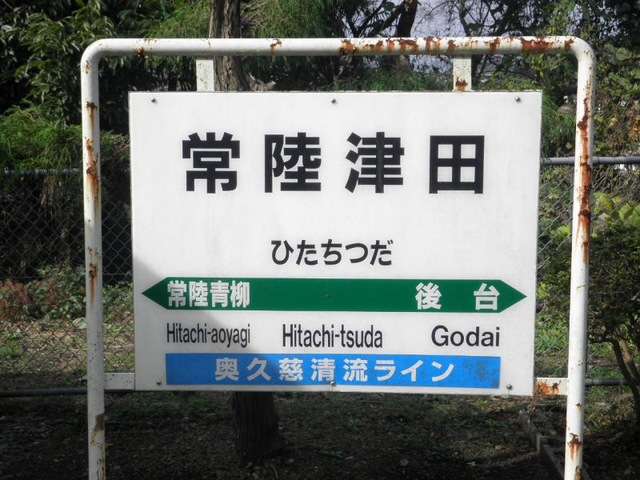 常陸津田
ひたちつだ
常陸青柳 後台
Hitachi-aoyagi Hitachi-tsuda Godai
奥久慈清流ライン